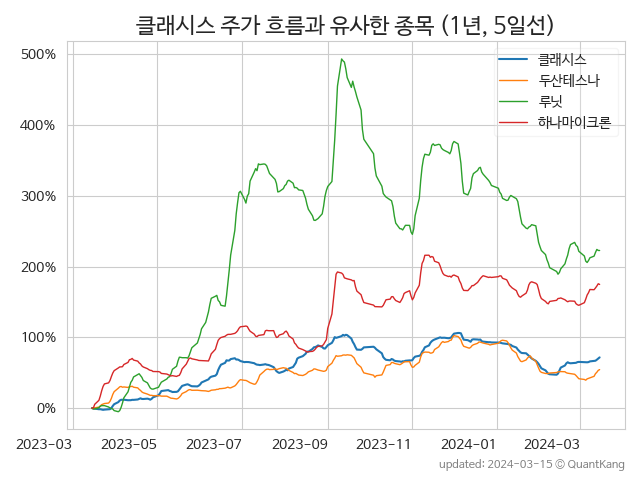 클래시스 주가 흐름과 유사한 종목 (1년, 5일선)
클래시스
두산테스나
루닛
하나마이크론
500%
400%
300%
200%
100%
0%
2023-03 2023-05 2023-07 2023-09 2023-11 2024-01 2024-03
updated: 2024-03-15 © QuantKang